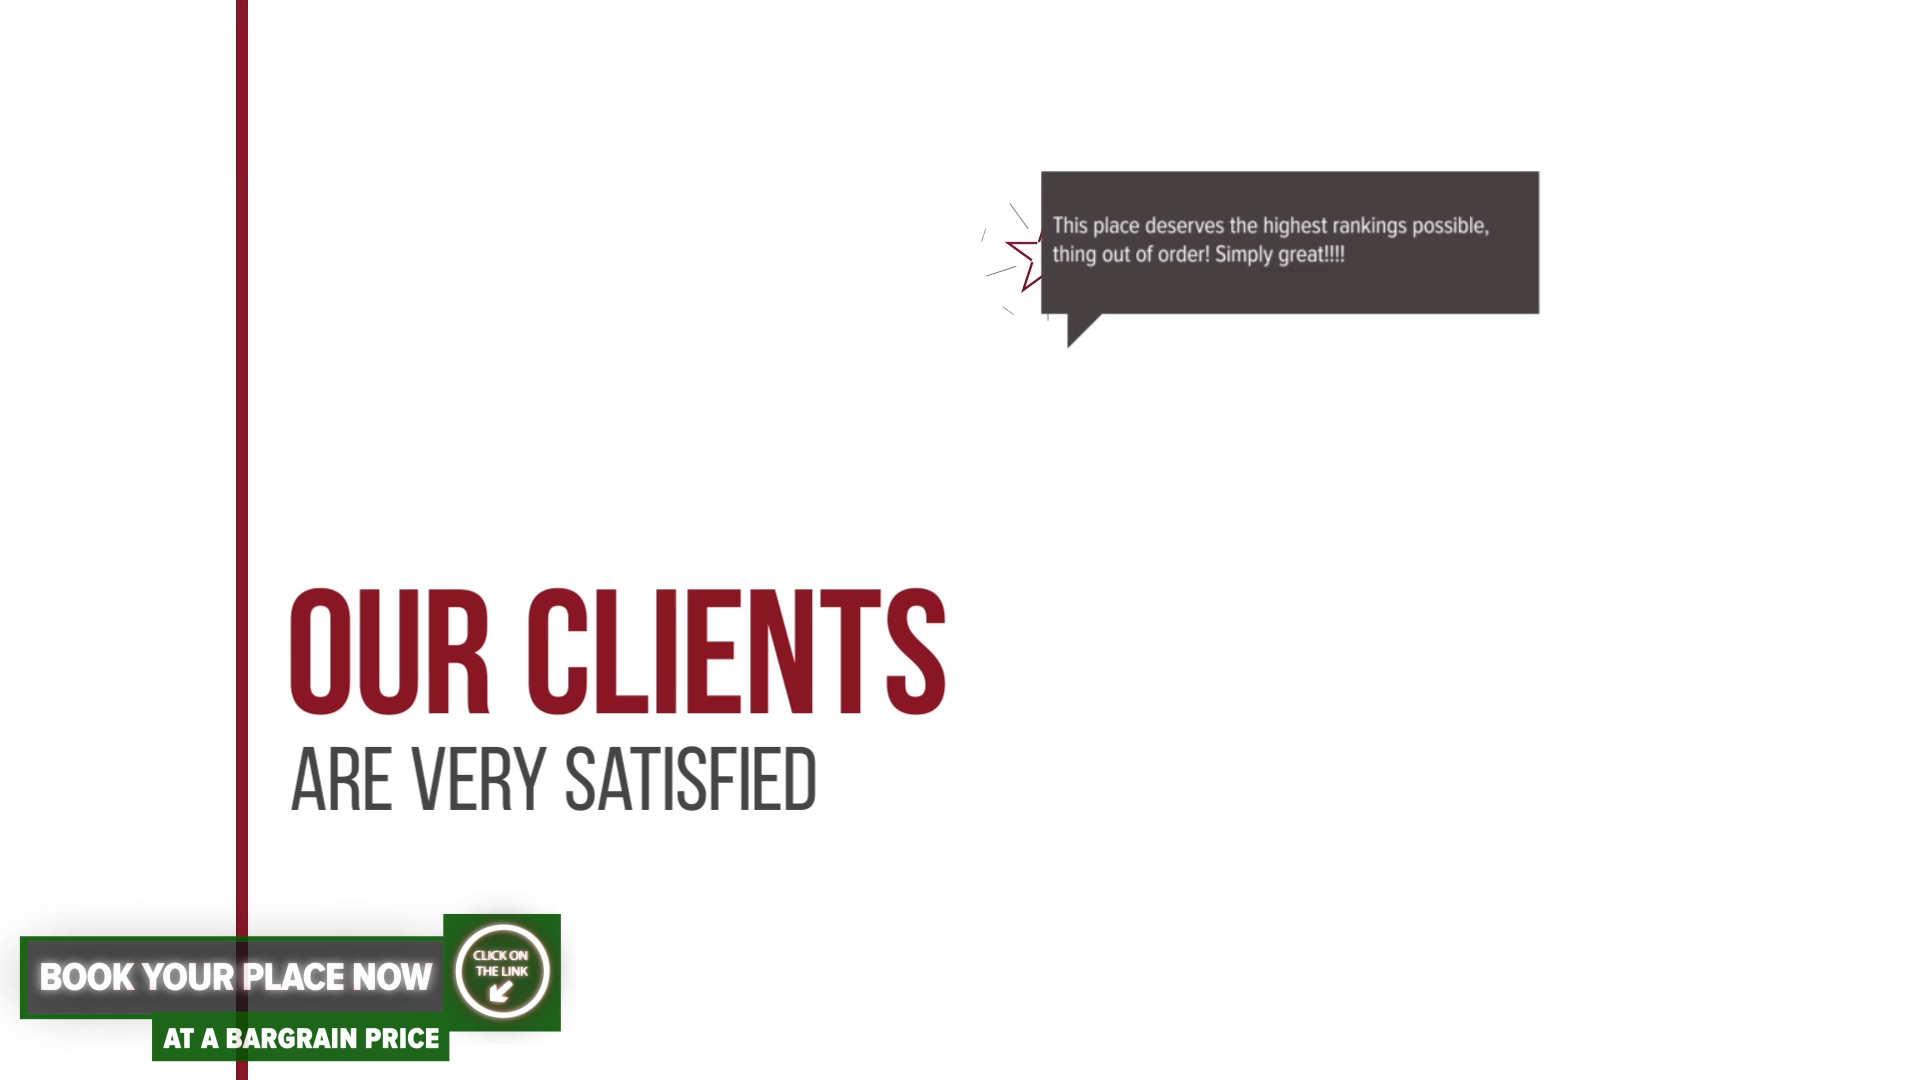 This place deserves the highest rankings possible,
thing out of order! Simply great!!!!
OUR CLIENTS
ARE VERY SATISFIED
BOOK YOUR PLACE NOW
CLICK ON
THE LINK
AT A BARGRAIN PRICE